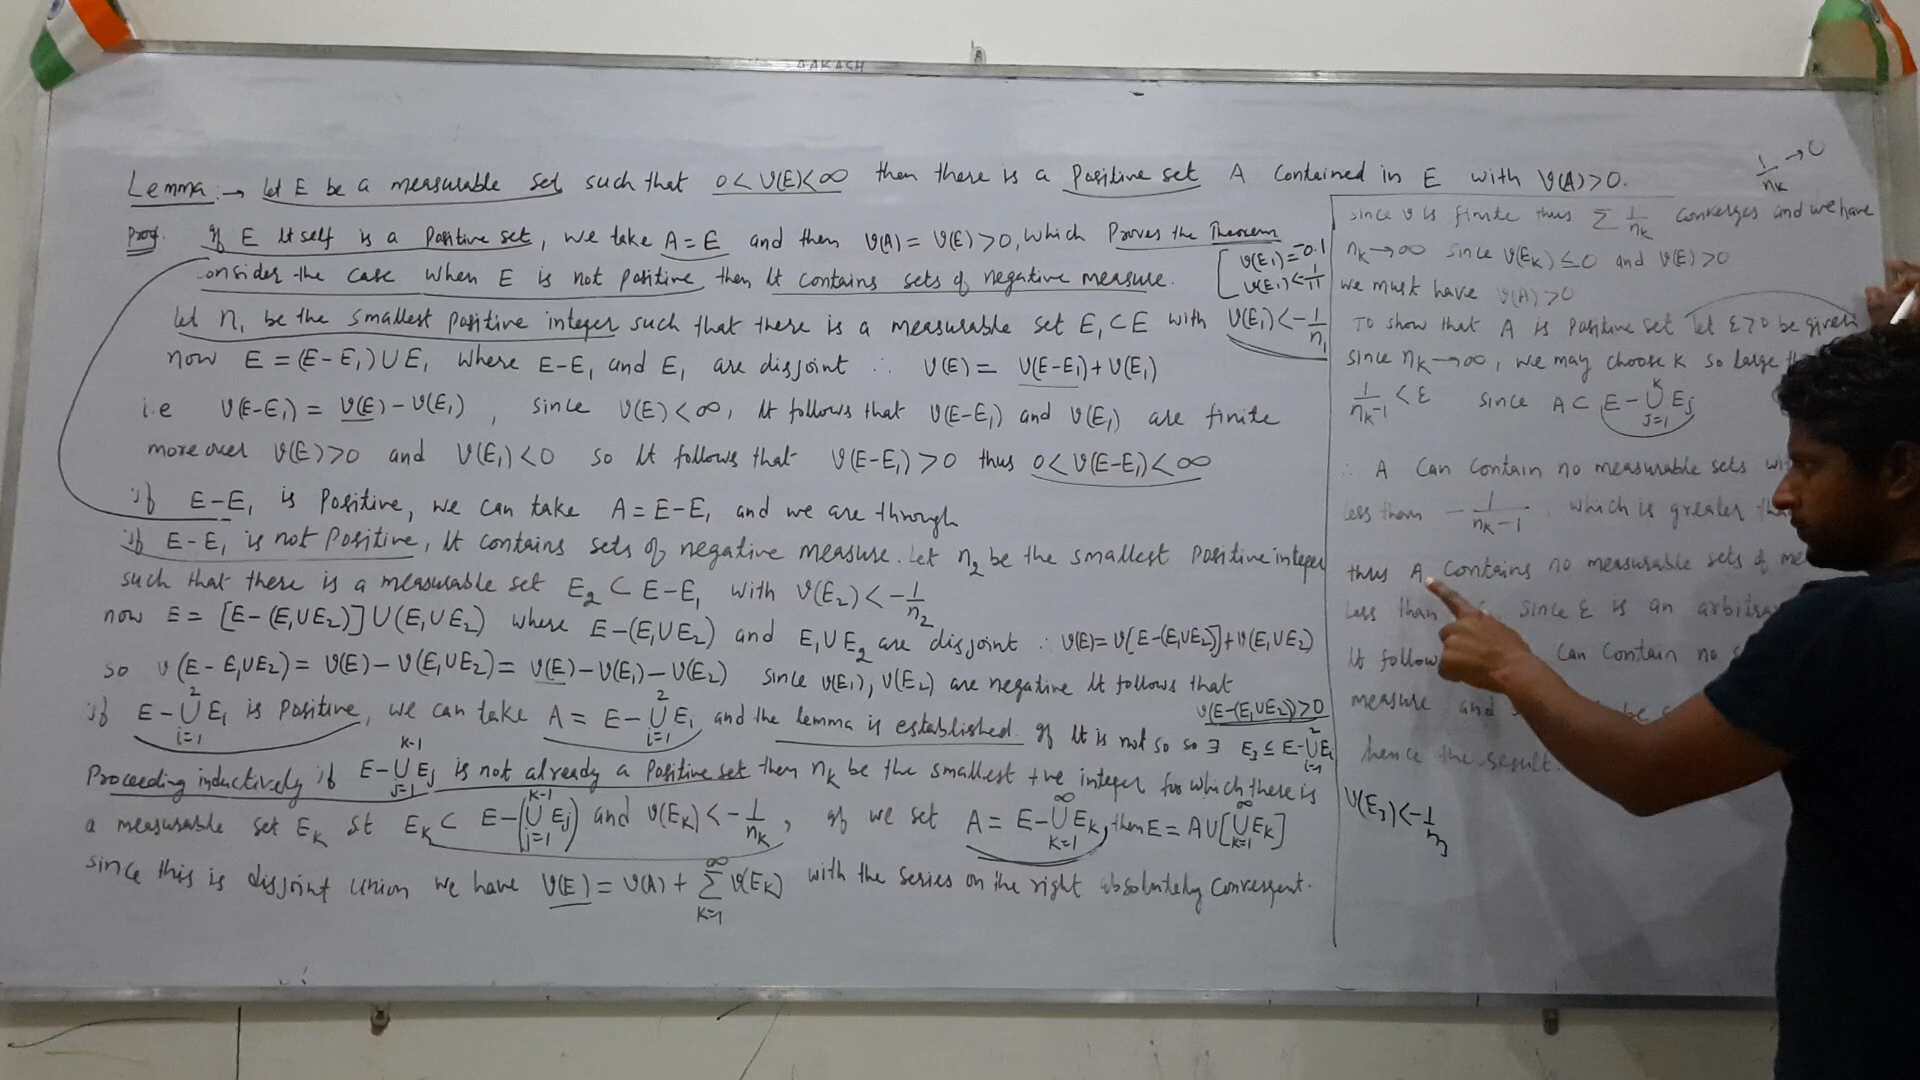 AAKASH
Lemma :→ Let E be a measurable set such that 0<ν(E)<∞ then there is a Positive set A contained in E with ν(A)>0.
Proof. If E itself is a Positive set, we take A=E and then ν(A)=ν(E)>0, which Proves the Theorem
consider the case when E is not positive then it contains sets of negative measure.
[ν(E₁)=-0.1
ν(E₁)<-1/11
Let n₁ be the smallest positive integer such that there is a measurable set E₁⊂E with ν(E₁)<-1/n₁
now E=(E-E₁)∪E₁ where E-E₁ and E₁ are disjoint ∴ ν(E)=ν(E-E₁)+ν(E₁)
i.e ν(E-E₁)=ν(E)-ν(E₁), since ν(E)<∞, it follows that ν(E-E₁) and ν(E₁) are finite
moreover ν(E)>0 and ν(E₁)<0 so it follows that ν(E-E₁)>0 thus 0<ν(E-E₁)<∞
if E-E₁ is positive, we can take A=E-E₁ and we are through
if E-E₁ is not positive, it contains sets of negative measure. Let n₂ be the smallest positive integer
such that there is a measurable set E₂⊂E-E₁ with ν(E₂)<-1/n₂
now E=[E-(E₁∪E₂)]∪(E₁∪E₂) where E-(E₁∪E₂) and E₁∪E₂ are disjoint ∴ ν(E)=ν[E-(E₁∪E₂)]+ν(E₁∪E₂)
so ν(E-E₁∪E₂)=ν(E)-ν(E₁∪E₂)=ν(E)-ν(E₁)-ν(E₂) since ν(E₁), ν(E₂) are negative it follows that
ν(E-(E₁∪E₂))>0
if E-⋃_{i=1}^{2}Eᵢ is positive, we can take A=E-⋃_{i=1}^{2}Eᵢ and the lemma is established. If it is not so so ∃ E₃⊆E-⋃_{i=1}^{2}Eᵢ
Proceeding inductively if E-⋃_{j=1}^{k-1}Eⱼ is not already a positive set then nₖ be the smallest +ve integer for which there is
a measurable set Eₖ st Eₖ⊂E-(⋃_{j=1}^{k-1}Eⱼ) and ν(Eₖ)<-1/nₖ, If we set A=E-⋃_{k=1}^{∞}Eₖ, then E=A∪[⋃_{k=1}^{∞}Eₖ]
since this is disjoint union we have ν(E)=ν(A)+∑_{k=1}^{∞}ν(Eₖ) with the series on the right absolutely convergent.
1/nₖ→0
since ν is finite thus ∑ 1/nₖ converges and we have
nₖ→∞ since ν(Eₖ)≤0 and ν(E)>0
we must have ν(A)>0
To show that A is positive set let ε>0 be given
since nₖ→∞, we may choose k so large
1/(nₖ-1)<ε since A⊂E-⋃_{j=1}^{k}Eⱼ
∴ A can contain no measurable sets
less than -1/(nₖ-1), which is greater
thus A contains no measurable sets of
less than since ε is an
It can contain no
measure and
hence the result.
ν(E₃)<-1/n₃